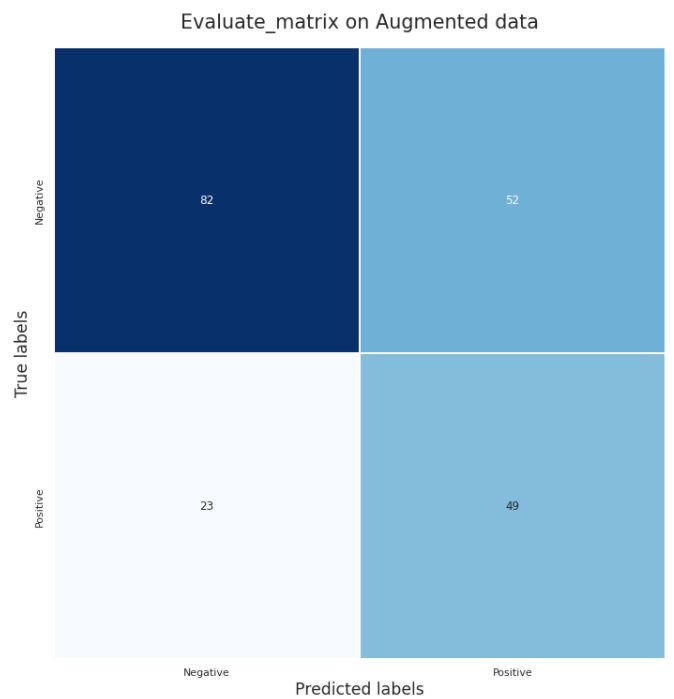 Evaluate_matrix on Augmented data
True labels
Negative
82
52
Positive
23
49
Negative
Positive
Predicted labels